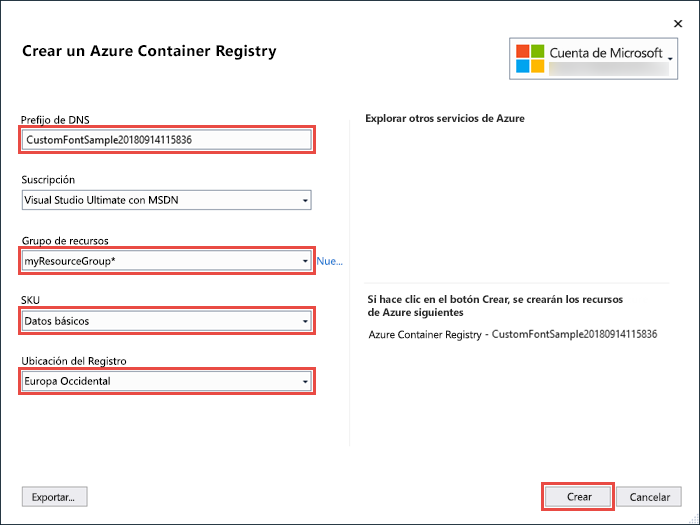 Crear un Azure Container Registry
Cuenta de Microsoft
Prefijo de DNS
CustomFontSample20180914115836
Suscripción
Visual Studio Ultimate con MSDN
Grupo de recursos
myResourceGroup*
Nue...
SKU
Datos básicos
Ubicación del Registro
Europa Occidental
Explorar otros servicios de Azure
Si hace clic en el botón Crear, se crearán los recursos
de Azure siguientes
Azure Container Registry - CustomFontSample20180914115836
Exportar...
Crear
Cancelar